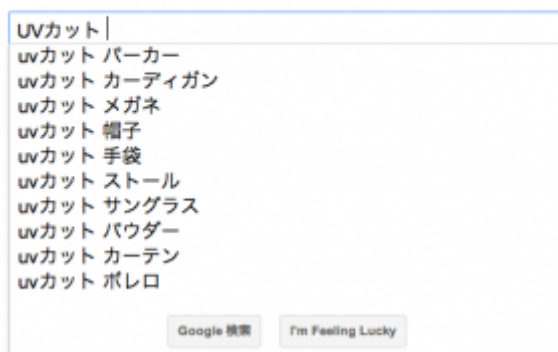 UVカット
uvカット パーカー
uvカット カーディガン
uvカット メガネ
uvカット 帽子
uvカット 手袋
uvカット ストール
uvカット サングラス
uvカット パウダー
uvカット カーテン
uvカット ボレロ
Google 検索 I'm Feeling Lucky